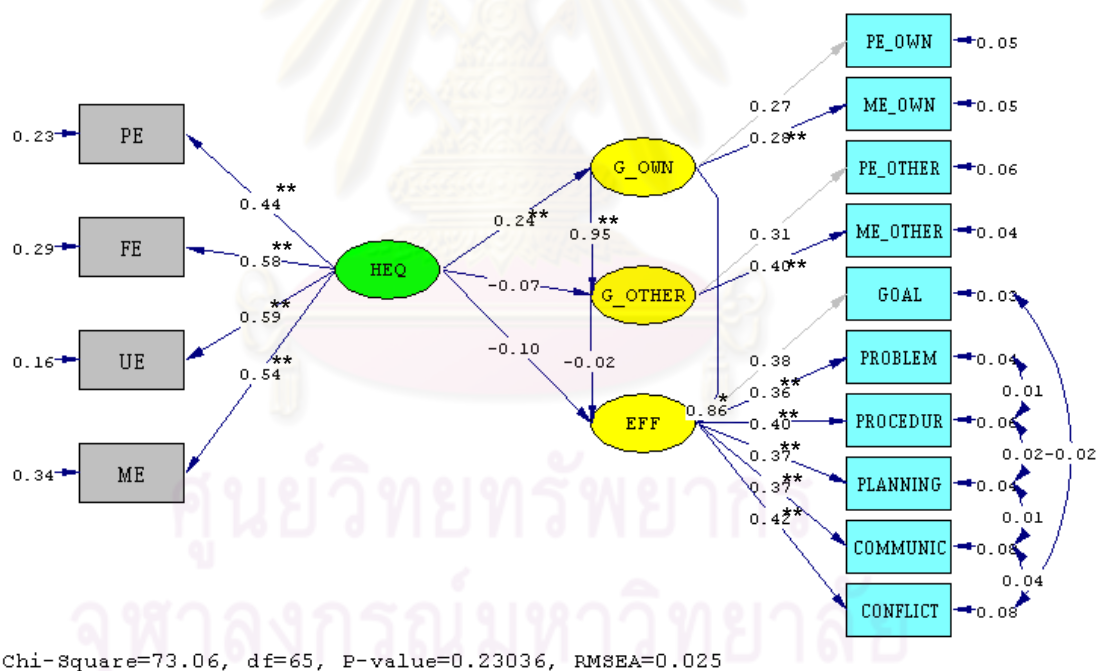 PE_OWN
0.05
0.27
ME_OWN
0.05
0.28**
PE
0.23
G_OWN
PE_OTHER
0.06
0.44**
0.24**
0.95**
0.31
ME_OTHER
0.04
0.40**
FE
0.29
0.58**
HEQ
-0.07
G_OTHER
GOAL
0.03
0.59**
-0.10
-0.02
0.38
UE
0.16
0.54**
PROBLEM
0.04
0.36**
0.01
0.86*
EFF
0.40**
PROCEDUR
0.06
0.37**
0.02
-0.02
ME
0.34
PLANNING
0.04
0.37**
0.01
0.42**
COMMUNIC
0.08
0.04
CONFLICT
0.08
ศูนย์วิทยทรัพยากร
จุฬาลงกรณ์มหาวิทยาลัย
Chi-Square=73.06, df=65, P-value=0.23036, RMSEA=0.025